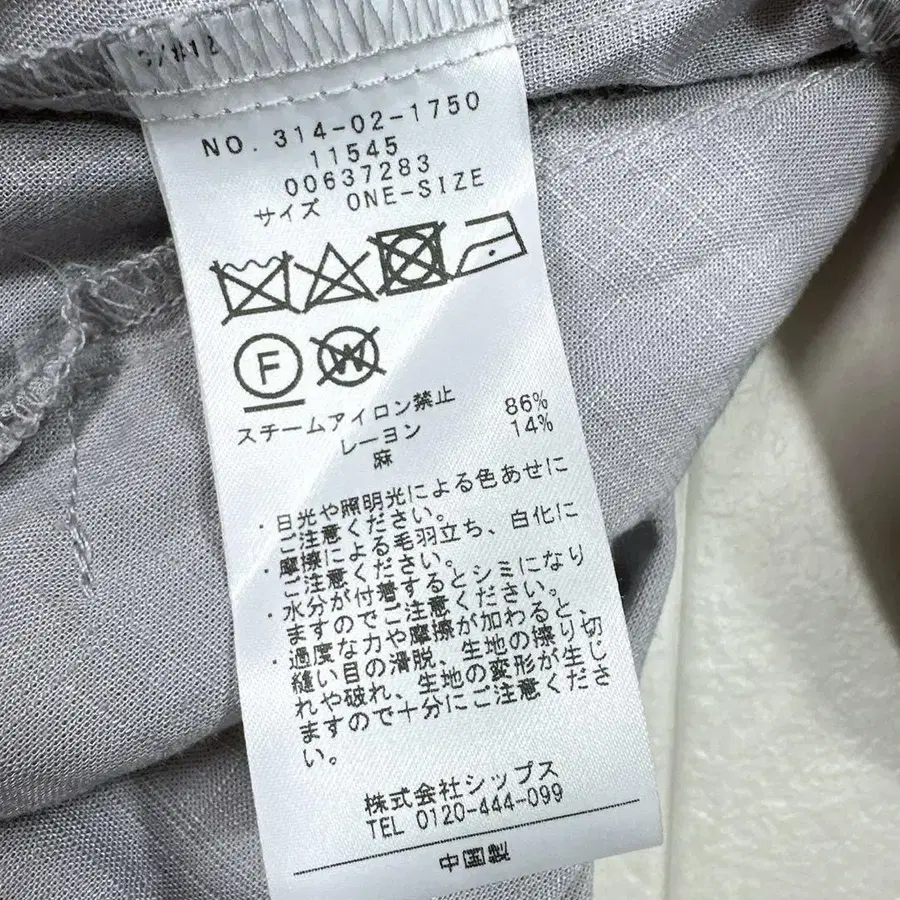 NO. 314-02-1750
11545
00637283
サイズ ONE-SIZE
F W
スチームアイロン禁止
レーヨン 86%
麻 14%
・日光や照明光による色あせに
ご注意ください。
・摩擦による毛羽立ち、白化に
ご注意ください。
・水分が付着するとシミになり
ますのでご注意ください。
・過度な力や摩擦が加わると、
縫い目の滑脱、生地の擦り切
れや破れ、生地の変形が生じ
ますので十分にご注意くださ
い。
株式会社シップス
TEL 0120-444-099
中国製